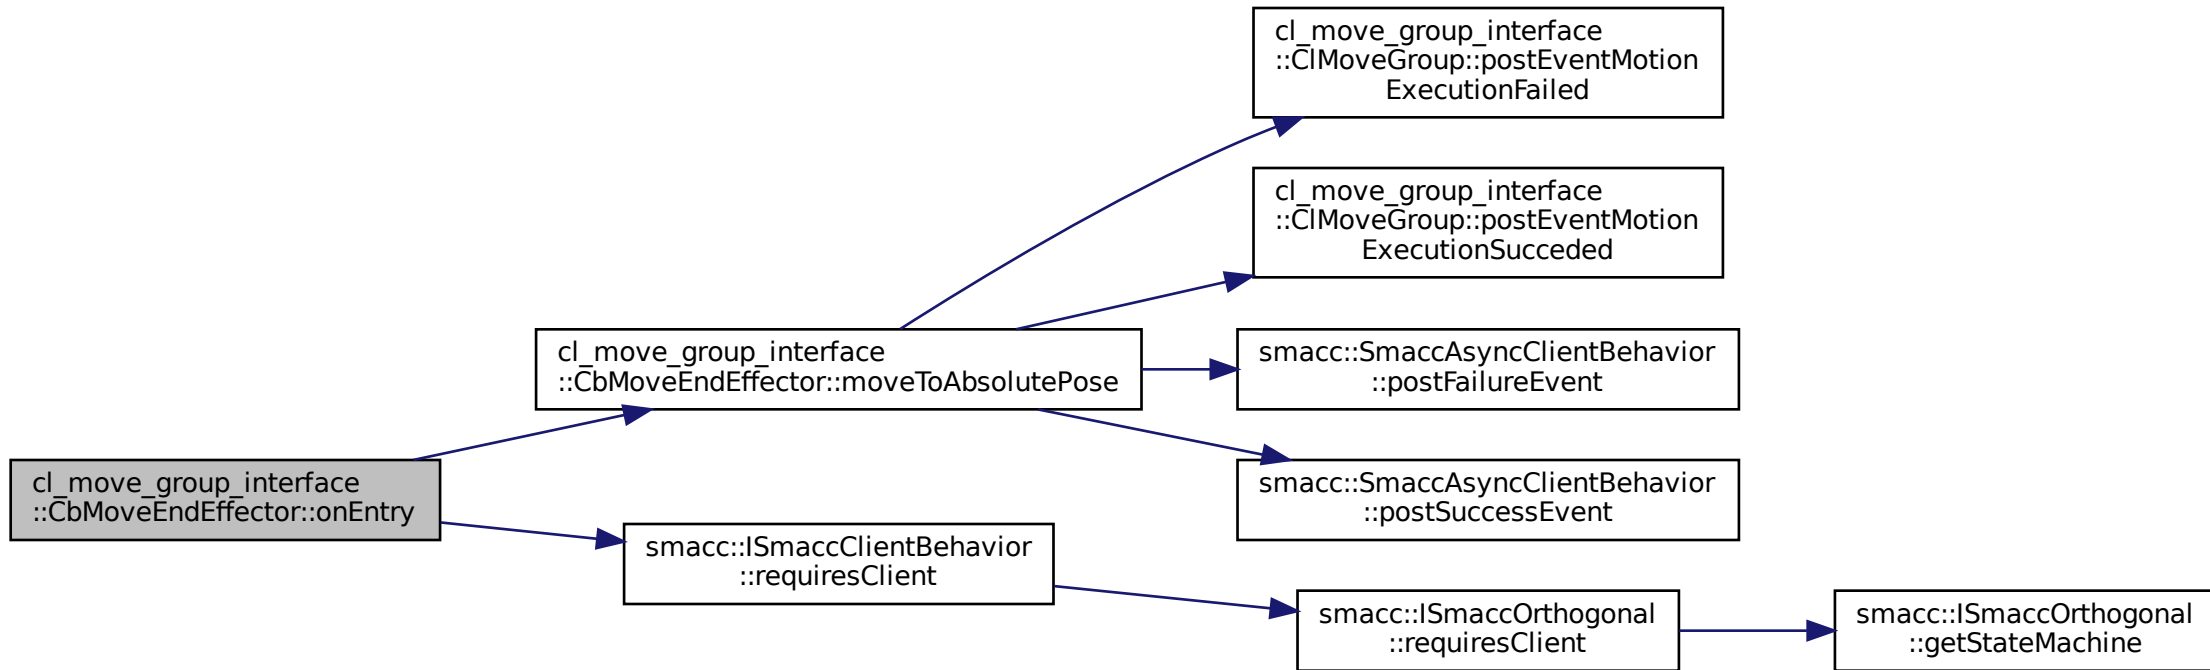 cl_move_group_interface
::ClMoveGroup::postEventMotion
ExecutionFailed
cl_move_group_interface
::ClMoveGroup::postEventMotion
ExecutionSucceded
cl_move_group_interface
::CbMoveEndEffector::moveToAbsolutePose
smacc::SmaccAsyncClientBehavior
::postFailureEvent
cl_move_group_interface
::CbMoveEndEffector::onEntry
smacc::SmaccAsyncClientBehavior
::postSuccessEvent
smacc::ISmaccClientBehavior
::requiresClient
smacc::ISmaccOrthogonal
::requiresClient
smacc::ISmaccOrthogonal
::getStateMachine